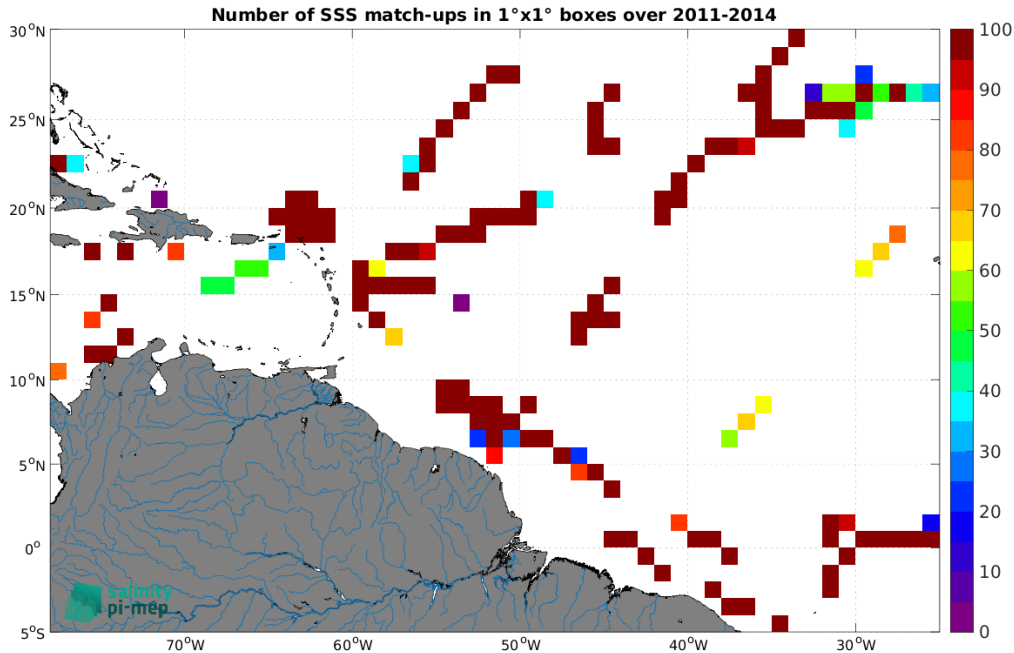 Number of SSS match-ups in 1°x1° boxes over 2011-2014
30°N
25°N
20°N
15°N
10°N
5°N
0°
5°S
70°W
60°W
50°W
40°W
30°W
100
90
80
70
60
50
40
30
20
10
0
salinity
pi-mep